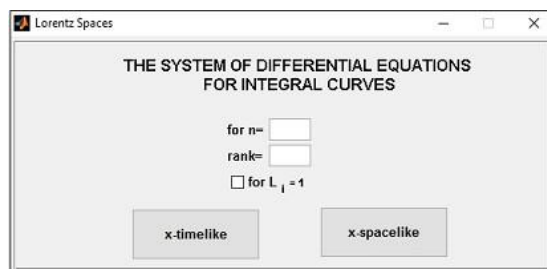 Lorentz Spaces
THE SYSTEM OF DIFFERENTIAL EQUATIONS
FOR INTEGRAL CURVES
for n=
rank=
for L i = 1
x-timelike x-spacelike